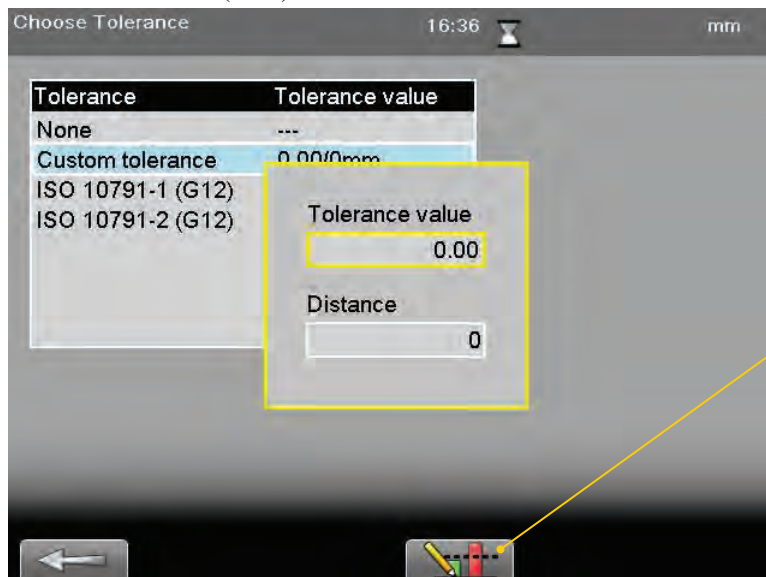 Choose Tolerance 16:36 mm
Tolerance Tolerance value
None ---
Custom tolerance 0.00/0mm
ISO 10791-1 (G12)
ISO 10791-2 (G12)
Tolerance value
0.00
Distance
0